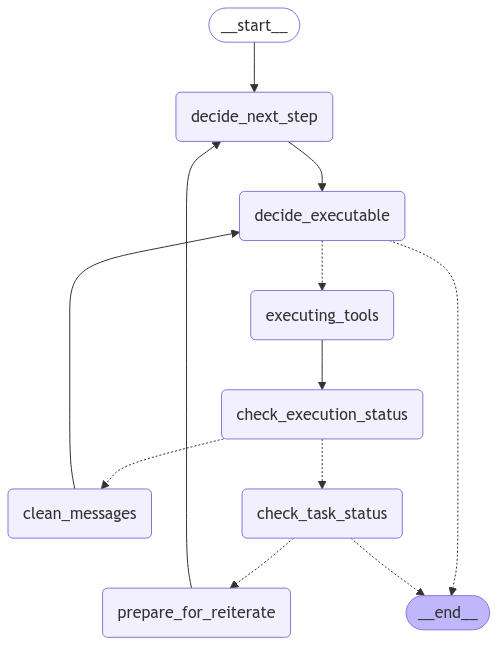 __start__
decide_next_step
decide_executable
executing_tools
check_execution_status
clean_messages
check_task_status
prepare_for_reiterate
__end__